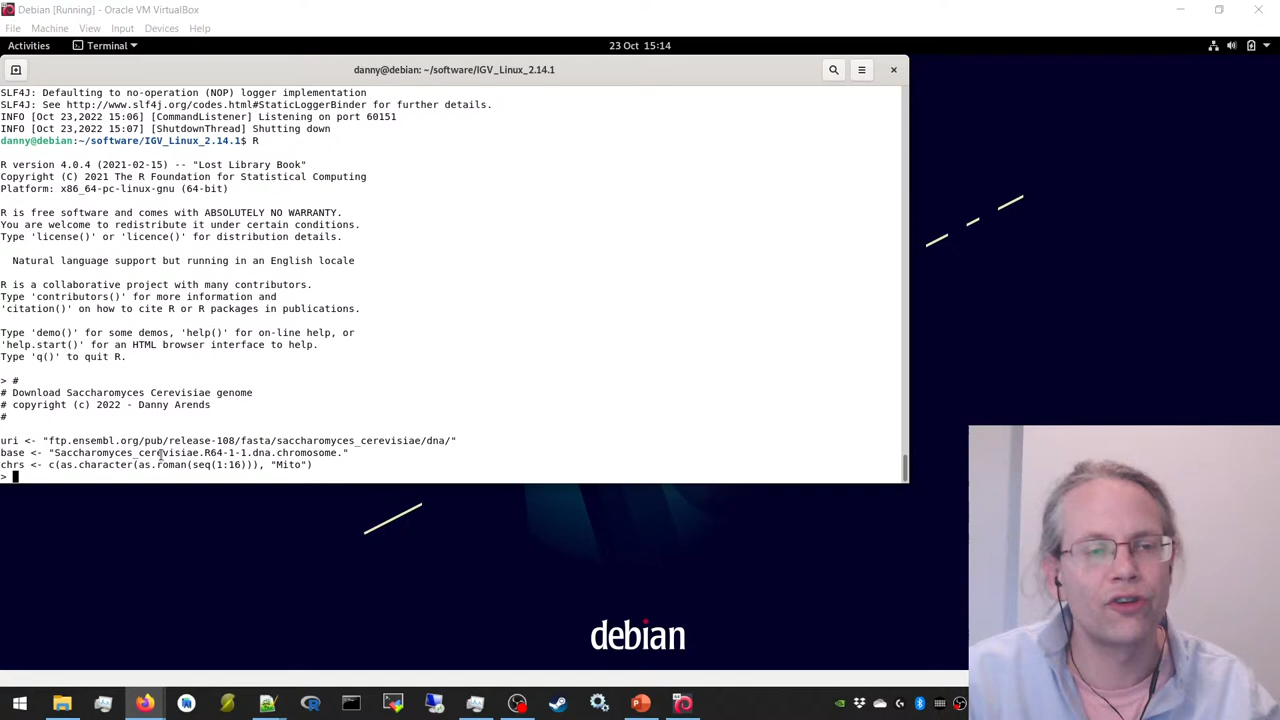 Debian [Running] - Oracle VM VirtualBox
File Machine View Input Devices Help
Activities Terminal 23 Oct 15:14
danny@debian: ~/software/IGV_Linux_2.14.1
SLF4J: Defaulting to no-operation (NOP) logger implementation
SLF4J: See http://www.slf4j.org/codes.html#StaticLoggerBinder for further details.
INFO [Oct 23,2022 15:06] [CommandListener] Listening on port 60151
INFO [Oct 23,2022 15:07] [ShutdownThread] Shutting down
danny@debian:~/software/IGV_Linux_2.14.1$ R
R version 4.0.4 (2021-02-15) -- "Lost Library Book"
Copyright (C) 2021 The R Foundation for Statistical Computing
Platform: x86_64-pc-linux-gnu (64-bit)
R is free software and comes with ABSOLUTELY NO WARRANTY.
You are welcome to redistribute it under certain conditions.
Type 'license()' or 'licence()' for distribution details.
Natural language support but running in an English locale
R is a collaborative project with many contributors.
Type 'contributors()' for more information and
'citation()' on how to cite R or R packages in publications.
Type 'demo()' for some demos, 'help()' for on-line help, or
'help.start()' for an HTML browser interface to help.
Type 'q()' to quit R.
> #
# Download Saccharomyces Cerevisiae genome
# copyright (c) 2022 - Danny Arends
#
uri <- "ftp.ensembl.org/pub/release-108/fasta/saccharomyces_cerevisiae/dna/"
base <- "Saccharomyces_cerevisiae.R64-1-1.dna.chromosome."
chrs <- c(as.character(as.roman(seq(1:16))), "Mito")
>
debian